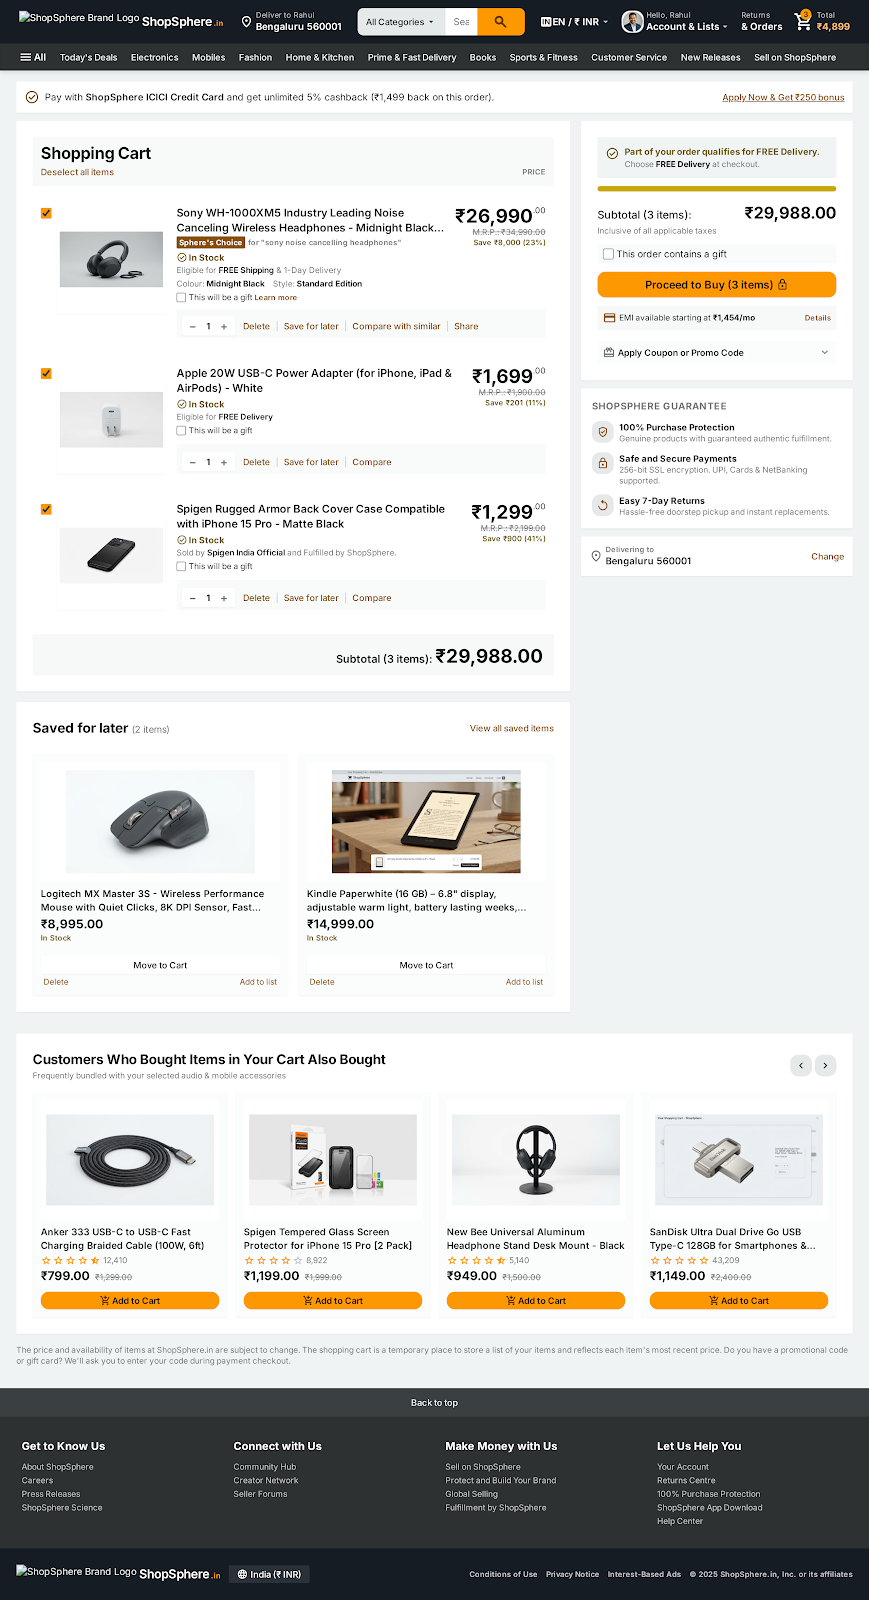 ShopSphere Brand Logo ShopSphere.in
Deliver to Rahul
Bengaluru 560001
All Categories
Sea
IN EN / ₹ INR
Hello, Rahul
Account & Lists
Returns
& Orders
3
Total
₹4,899
All
Today's Deals
Electronics
Mobiles
Fashion
Home & Kitchen
Prime & Fast Delivery
Books
Sports & Fitness
Customer Service
New Releases
Sell on ShopSphere
Pay with ShopSphere ICICI Credit Card and get unlimited 5% cashback (₹1,499 back on this order).
Apply Now & Get ₹250 bonus
Shopping Cart
Deselect all items
PRICE
Sony WH-1000XM5 Industry Leading Noise
Canceling Wireless Headphones - Midnight Black...
₹26,990.00
M.R.P.: ₹34,990.00
Save ₹8,000 (23%)
Sphere's Choice for "sony noise cancelling headphones"
In Stock
Eligible for FREE Shipping & 1-Day Delivery
Colour: Midnight Black Style: Standard Edition
This will be a gift Learn more
− 1 + Delete | Save for later | Compare with similar | Share
Apple 20W USB-C Power Adapter (for iPhone, iPad &
AirPods) - White
₹1,699.00
M.R.P.: ₹1,900.00
Save ₹201 (11%)
In Stock
Eligible for FREE Delivery
This will be a gift
− 1 + Delete | Save for later | Compare
Spigen Rugged Armor Back Cover Case Compatible
with iPhone 15 Pro - Matte Black
₹1,299.00
M.R.P.: ₹2,199.00
Save ₹900 (41%)
In Stock
Sold by Spigen India Official and Fulfilled by ShopSphere.
This will be a gift
− 1 + Delete | Save for later | Compare
Subtotal (3 items): ₹29,988.00
Part of your order qualifies for FREE Delivery.
Choose FREE Delivery at checkout.
Subtotal (3 items): ₹29,988.00
Inclusive of all applicable taxes
This order contains a gift
Proceed to Buy (3 items)
EMI available starting at ₹1,454/mo
Details
Apply Coupon or Promo Code
SHOPSPHERE GUARANTEE
100% Purchase Protection
Genuine products with guaranteed authentic fulfillment.
Safe and Secure Payments
256-bit SSL encryption. UPI, Cards & NetBanking
supported.
Easy 7-Day Returns
Hassle-free doorstep pickup and instant replacements.
Delivering to
Bengaluru 560001
Change
Saved for later (2 items)
View all saved items
Logitech MX Master 3S - Wireless Performance
Mouse with Quiet Clicks, 8K DPI Sensor, Fast...
₹8,995.00
In Stock
Move to Cart
Delete
Add to list
ShopSphere
Kindle Paperwhite (16 GB) – 6.8" display,
adjustable warm light, battery lasting weeks,...
₹14,999.00
In Stock
Move to Cart
Delete
Add to list
Customers Who Bought Items in Your Cart Also Bought
Frequently bundled with your selected audio & mobile accessories
Anker 333 USB-C to USB-C Fast
Charging Braided Cable (100W, 6ft)
12,410
₹799.00 ₹1,299.00
Add to Cart
Spigen Tempered Glass Screen
Protector for iPhone 15 Pro [2 Pack]
8,922
₹1,199.00 ₹1,999.00
Add to Cart
New Bee Universal Aluminum
Headphone Stand Desk Mount - Black
5,140
₹949.00 ₹1,500.00
Add to Cart
SanDisk
SanDisk Ultra Dual Drive Go USB
Type-C 128GB for Smartphones &...
43,209
₹1,149.00 ₹2,400.00
Add to Cart
The price and availability of items at ShopSphere.in are subject to change. The shopping cart is a temporary place to store a list of your items and reflects each item's most recent price. Do you have a promotional code
or gift card? We'll ask you to enter your code during payment checkout.
Back to top
Get to Know Us
About ShopSphere
Careers
Press Releases
ShopSphere Science
Connect with Us
Community Hub
Creator Network
Seller Forums
Make Money with Us
Sell on ShopSphere
Protect and Build Your Brand
Global Selling
Fulfillment by ShopSphere
Let Us Help You
Your Account
Returns Centre
100% Purchase Protection
ShopSphere App Download
Help Center
ShopSphere Brand Logo ShopSphere.in
India (₹ INR)
Conditions of Use
Privacy Notice
Interest-Based Ads
© 2025 ShopSphere.in, Inc. or its affiliates